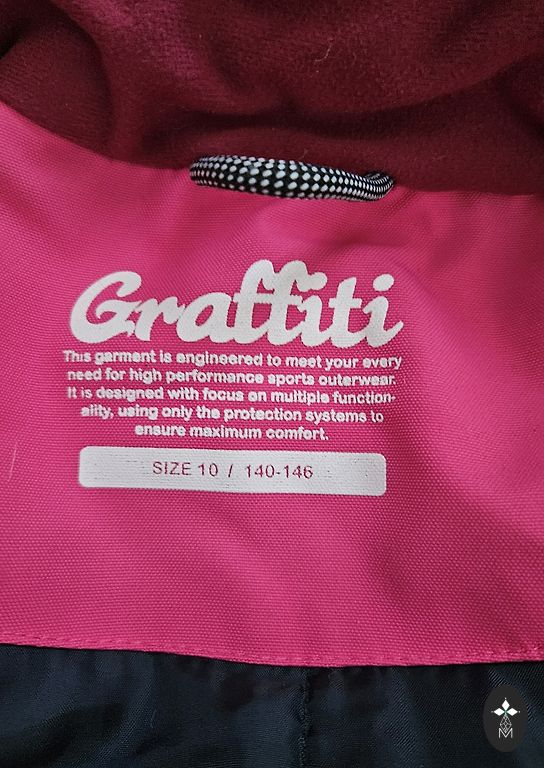 Graffiti
This garment is engineered to meet your every
need for high performance sports outerwear.
It is designed with focus on multiple function-
ality, using only the protection systems to
ensure maximum comfort.
SIZE 10 / 140-146